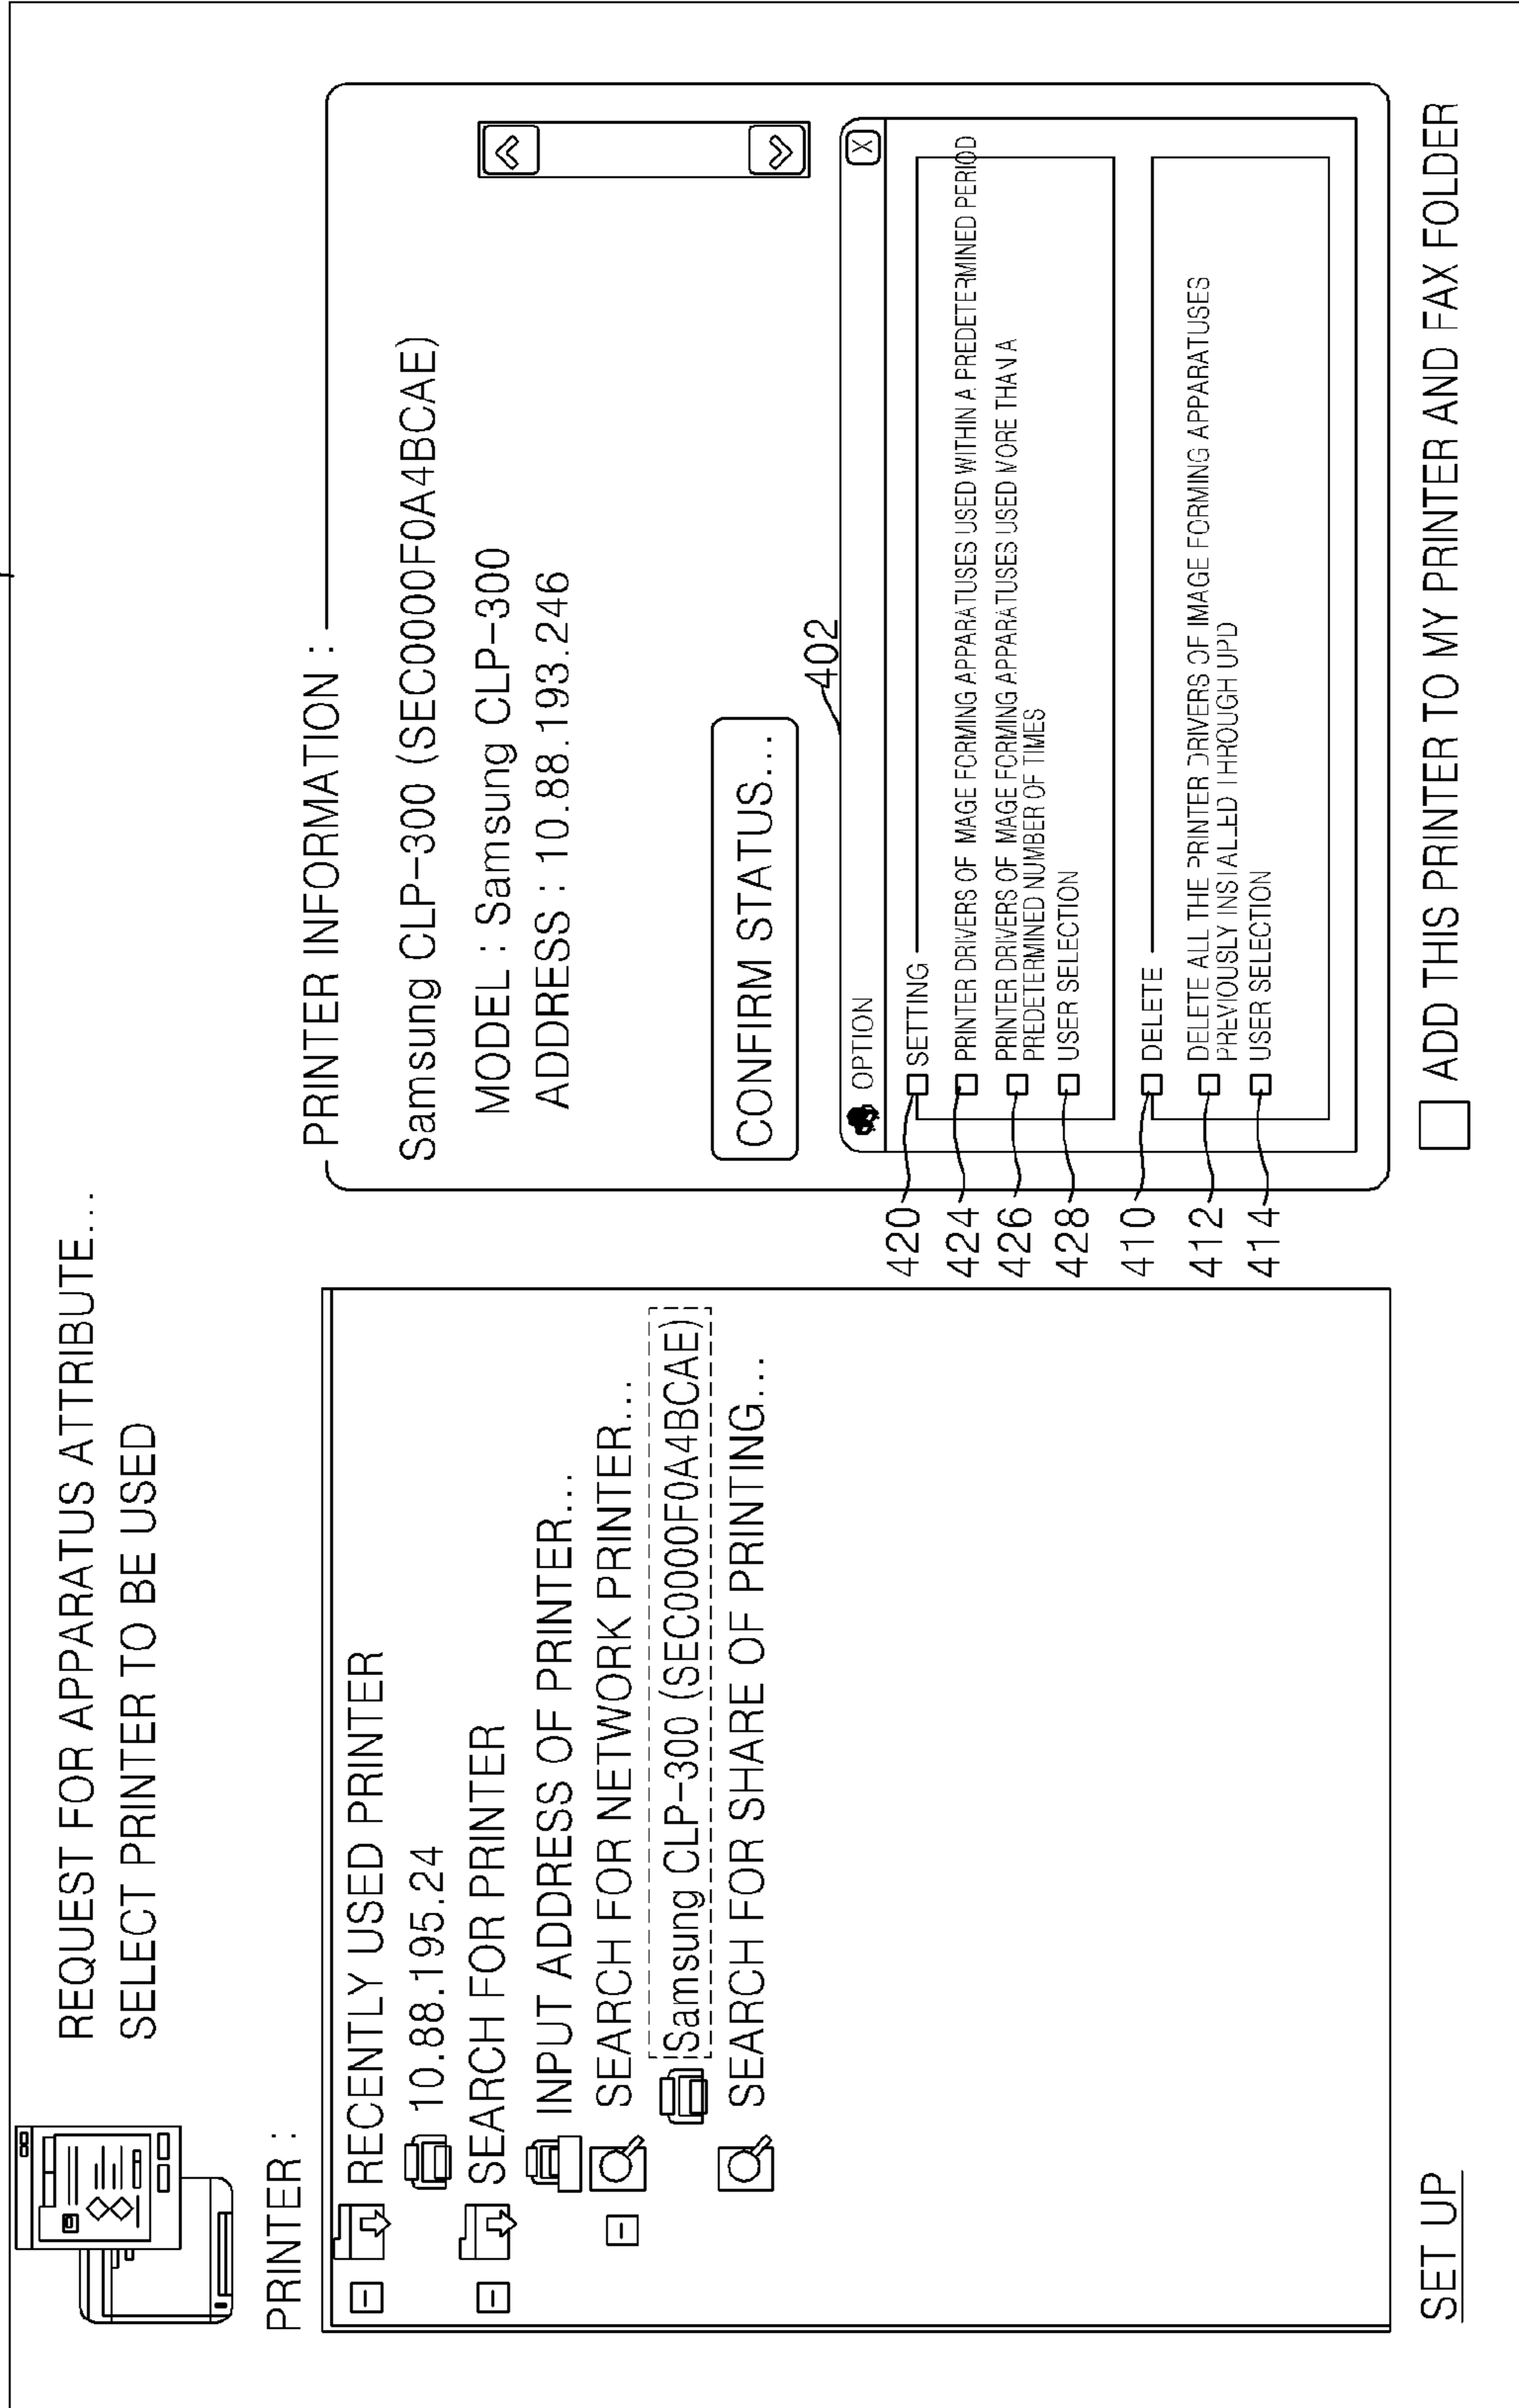 REQUEST FOR APPARATUS ATTRIBUTE...
SELECT PRINTER TO BE USED
PRINTER :
RECENTLY USED PRINTER
10.88.195.24
SEARCH FOR PRINTER
INPUT ADDRESS OF PRINTER...
SEARCH FOR NETWORK PRINTER...
Samsung CLP-300 (SEC0000F0A4BCAE)
SEARCH FOR SHARE OF PRINTING...
PRINTER INFORMATION :
Samsung CLP-300 (SEC0000F0A4BCAE)
MODEL : Samsung CLP-300
ADDRESS : 10.88.193.246
CONFIRM STATUS...
402
OPTION
X
420 SETTING
424 PRINTER DRIVERS OF IMAGE FORMING APPARATUSES USED WITHIN A PREDETERMINED PERIOD
426 PRINTER DRIVERS OF IMAGE FORMING APPARATUSES USED MORE THAN A
PREDETERMINED NUMBER OF TIMES
428 USER SELECTION
410 DELETE
412 DELETE ALL THE PRINTER DRIVERS OF IMAGE FORMING APPARATUSES
PREVIOUSLY INSTALLED THROUGH UPD
414 USER SELECTION
SET UP
ADD THIS PRINTER TO MY PRINTER AND FAX FOLDER